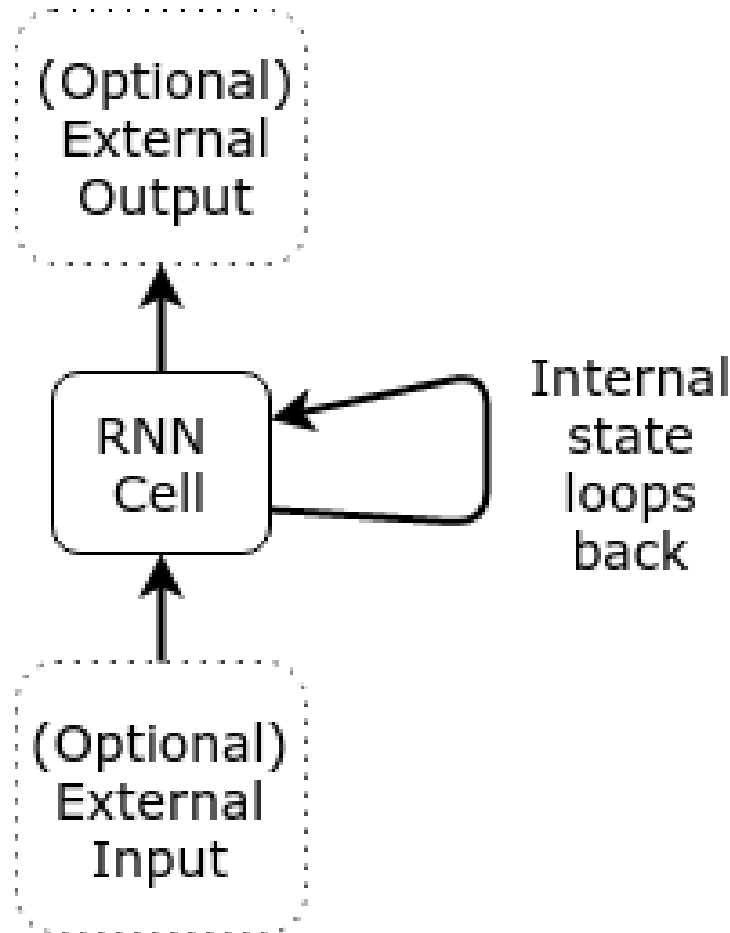 (Optional)
External
Output
RNN
Cell
Internal
state
loops
back
(Optional)
External
Input